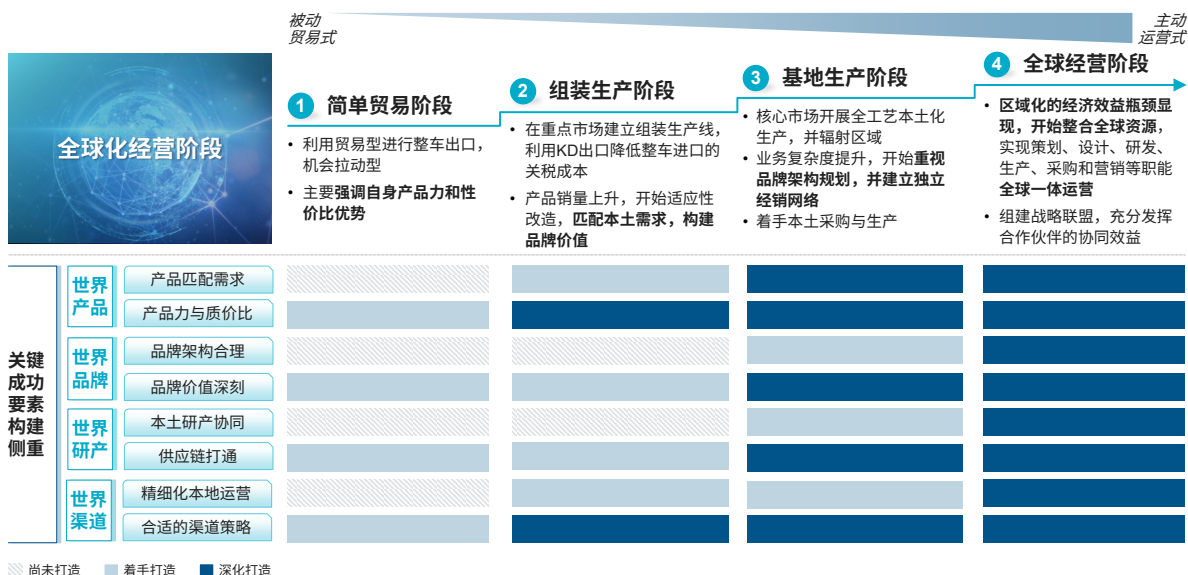 被动
贸易式
主动
运营式
全球化经营阶段
1 简单贸易阶段
• 利用贸易型进行整车出口，
机会拉动型
• 主要强调自身产品力和性
价比优势
2 组装生产阶段
• 在重点市场建立组装生产线，
利用KD出口降低整车进口的
关税成本
• 产品销量上升，开始适应性
改造，匹配本土需求，构建
品牌价值
3 基地生产阶段
• 核心市场开展全工艺本土化
生产，并辐射区域
• 业务复杂度提升，开始重视
品牌架构规划，并建立独立
经销网络
• 着手本土采购与生产
4 全球经营阶段
• 区域化的经济效益瓶颈显
现，开始整合全球资源，
实现策划、设计、研发、
生产、采购和营销等职能
全球一体运营
• 组建战略联盟，充分发挥
合作伙伴的协同效益
关键
成功
要素
构建
侧重
世界
产品
产品匹配需求
产品力与质价比
世界
品牌
品牌架构合理
品牌价值深刻
世界
研产
本土研产协同
供应链打通
世界
渠道
精细化本地运营
合适的渠道策略
尚未打造
着手打造
深化打造